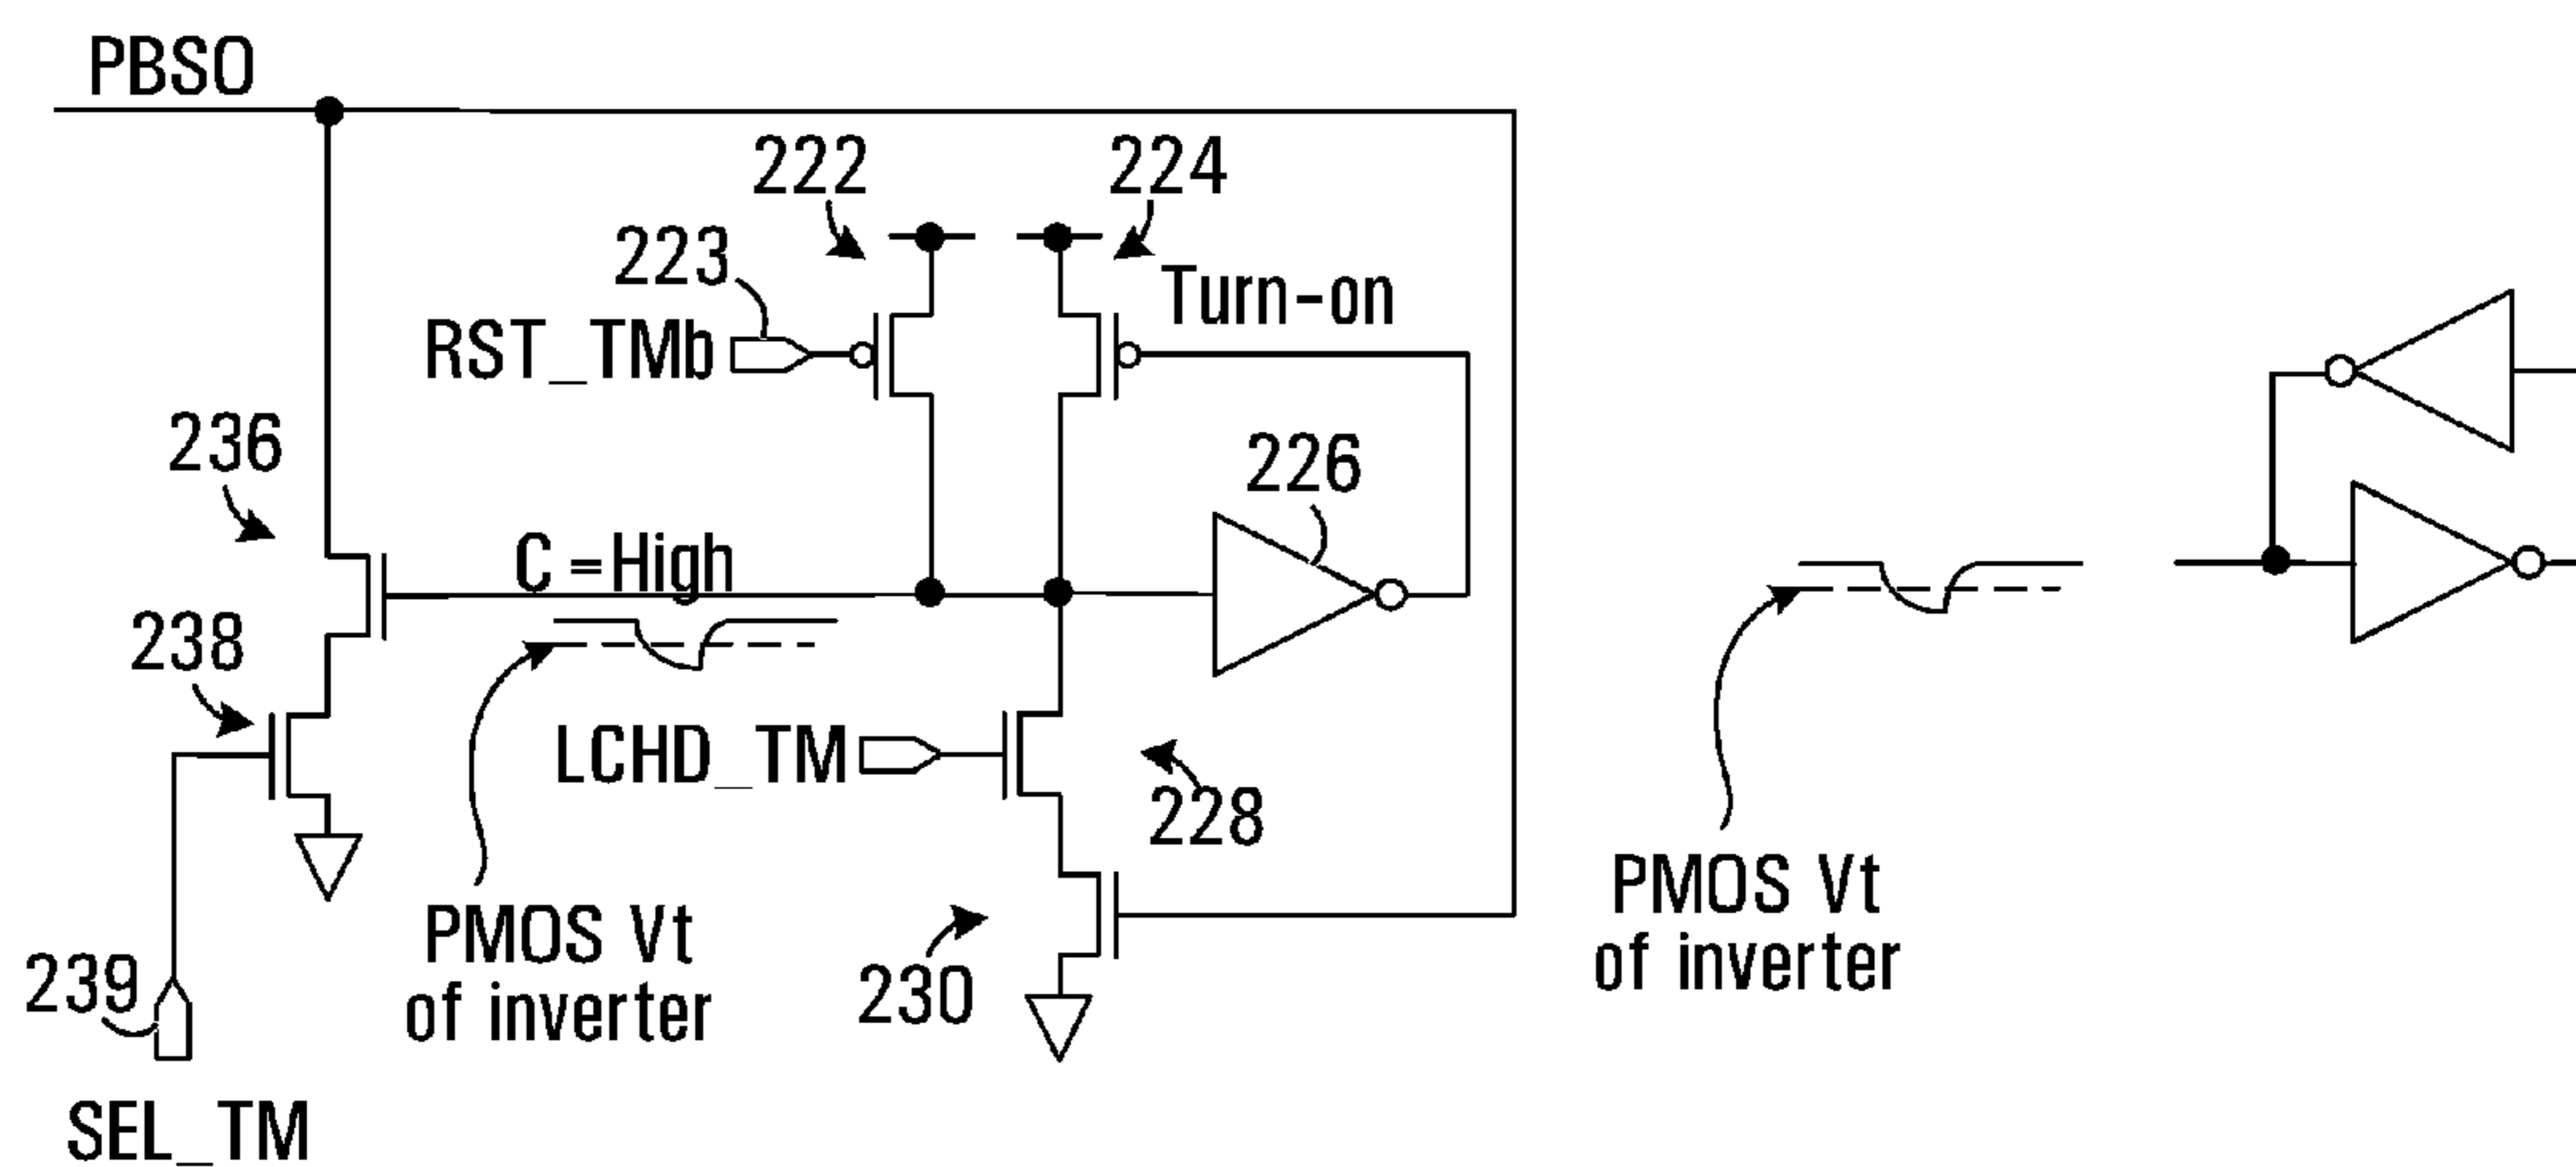 PBSO
222
224
223
Turn-on
RST_TMb
236
226
C =High
238
LCHD_TM
228
PMOS Vt
of inverter
PMOS Vt
of inverter
239
230
SEL_TM